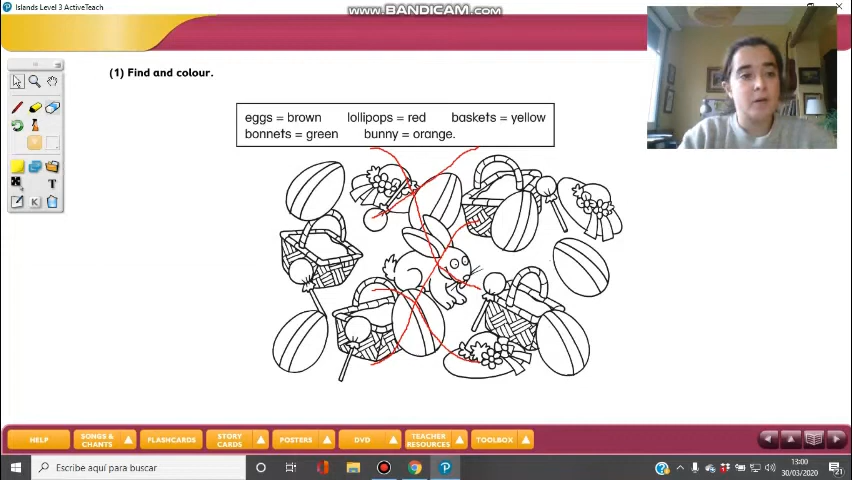 Islands Level 3 ActiveTeach
www.BANDICAM.com
(1) Find and colour.
eggs = brown lollipops = red baskets = yellow
bonnets = green bunny = orange.
T
K
HELP
SONGS & CHANTS
FLASHCARDS
STORY CARDS
POSTERS
DVD
TEACHER RESOURCES
TOOLBOX
Escribe aquí para buscar
13:00
30/03/2020
21